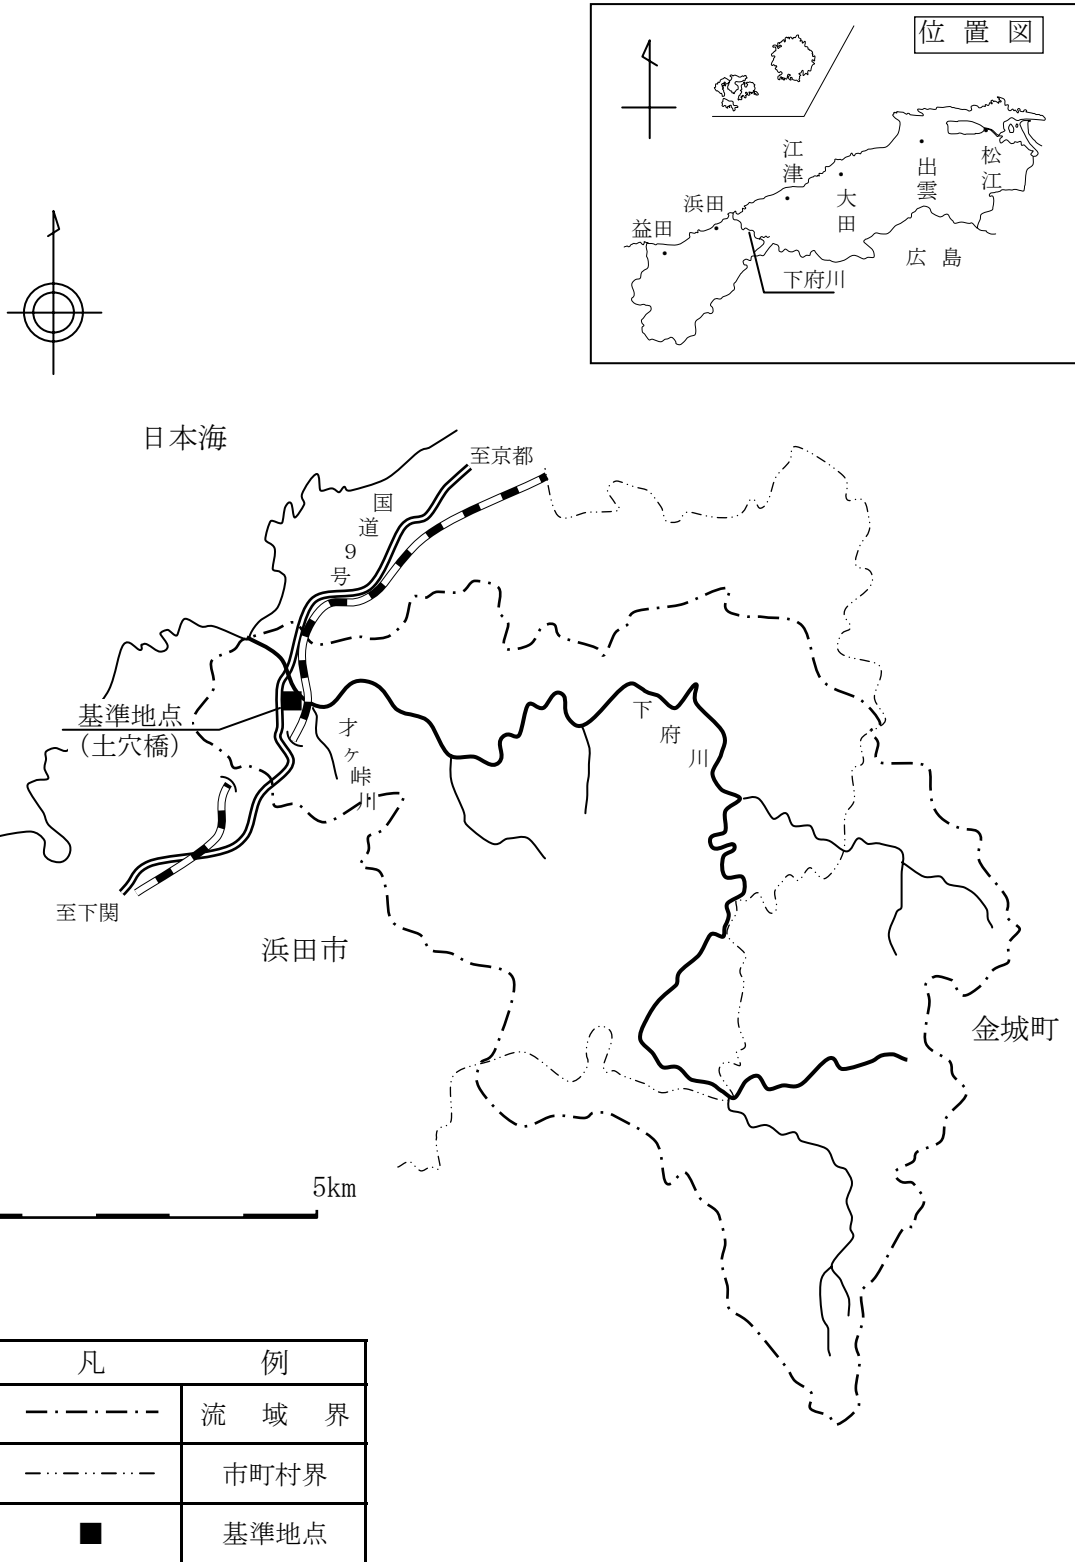 位置図
江津
松江
出雲
大田
浜田
益田
広島
下府川
日本海
至京都
国道9号
下府川
基準地点
(土穴橋)
才ヶ峠川
至下関
浜田市
金城町
5km
凡例
流域界
市町村界
基準地点